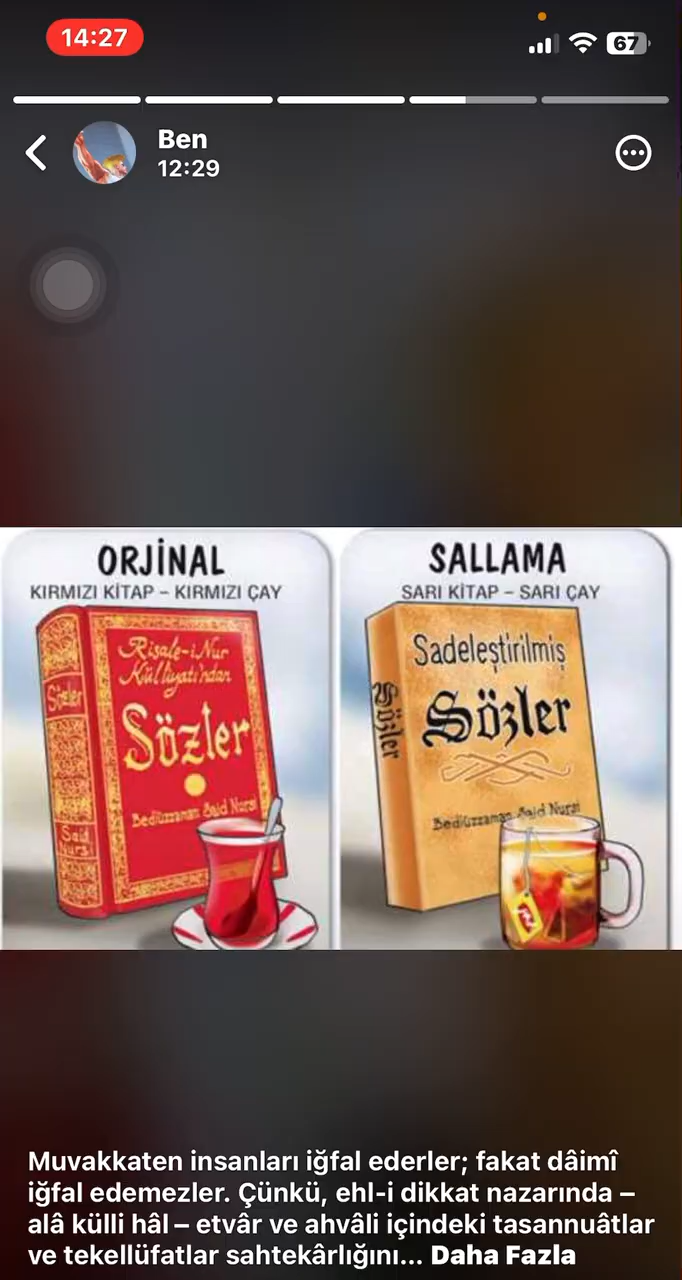 14:27
67
Ben
12:29
ORJİNAL
KIRMIZI KİTAP – KIRMIZI ÇAY
Risale-i Nur
Külliyatı'ndan
Sözler
Sözler
Bediüzzaman Said Nursi
Said
Nursi
SALLAMA
SARI KİTAP – SARI ÇAY
Sadeleştirilmiş
Sözler
Sözler
Bediüzzaman Said Nursi
Muvakkaten insanları iğfal ederler; fakat dâimî
iğfal edemezler. Çünkü, ehl-i dikkat nazarında –
alâ külli hâl – etvâr ve ahvâli içindeki tasannuâtlar
ve tekellüfatlar sahtekârlığını... Daha Fazla